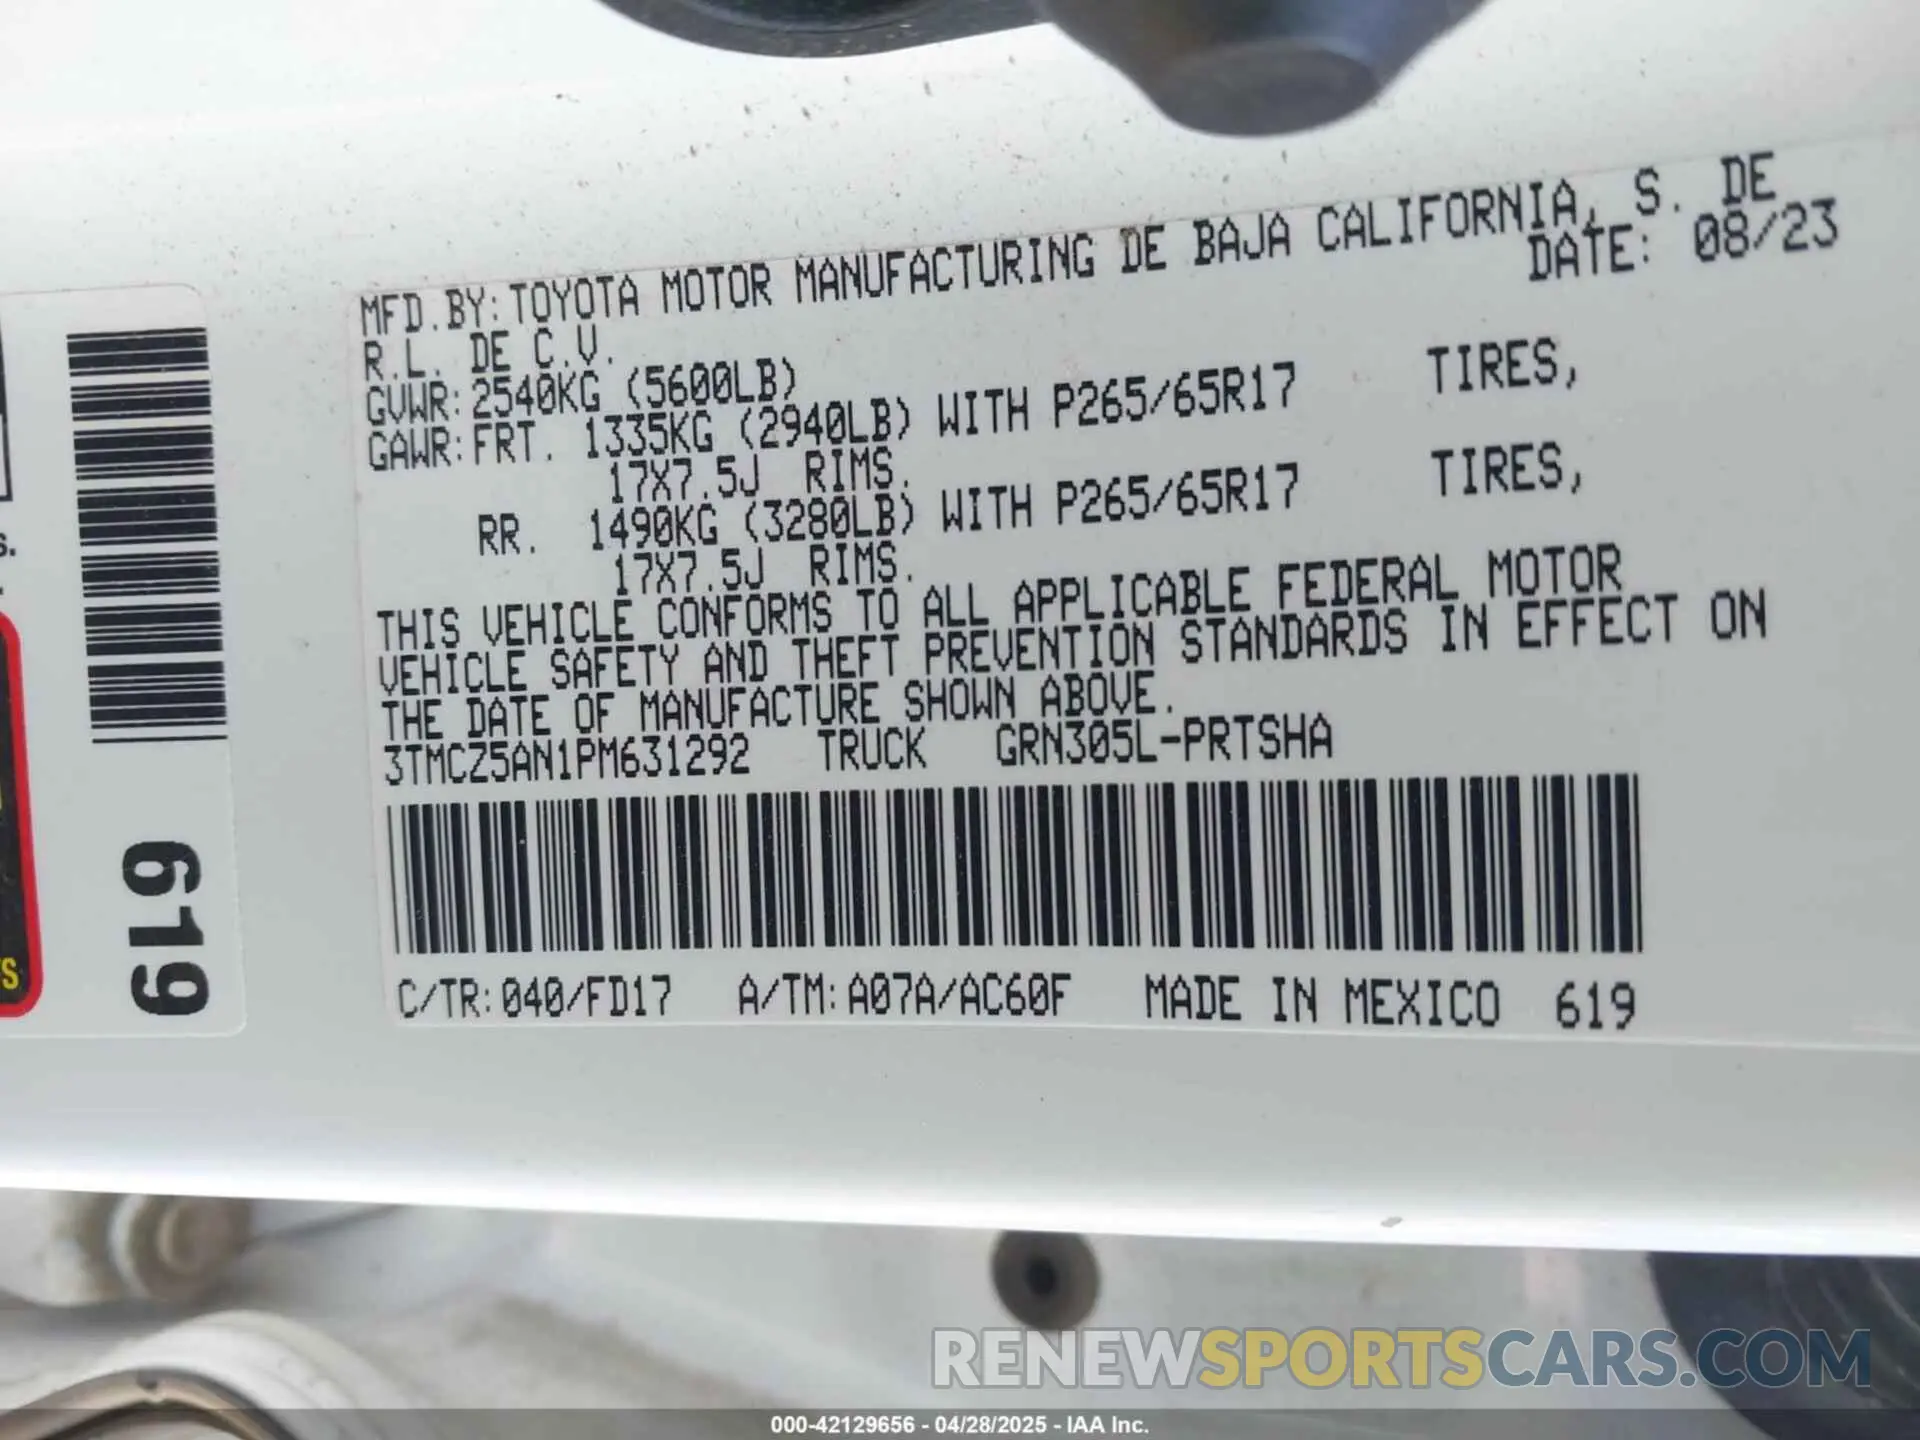 MFD.BY: TOYOTA MOTOR MANUFACTURING DE BAJA CALIFORNIA, S. DE
R.L. DE C.V. DATE: 08/23
GVWR: 2540KG (5600LB)
GAWR: FRT. 1335KG (2940LB) WITH P265/65R17 TIRES,
17X7.5J RIMS.
RR. 1490KG (3280LB) WITH P265/65R17 TIRES,
17X7.5J RIMS.
THIS VEHICLE CONFORMS TO ALL APPLICABLE FEDERAL MOTOR
VEHICLE SAFETY AND THEFT PREVENTION STANDARDS IN EFFECT ON
THE DATE OF MANUFACTURE SHOWN ABOVE.
3TMCZ5AN1PM631292 TRUCK GRN305L-PRTSHA
C/TR: 040/FD17 A/TM: A07A/AC60F MADE IN MEXICO 619
619
RENEWSPORTSCARS.COM
000-42129656 - 04/28/2025 - IAA Inc.